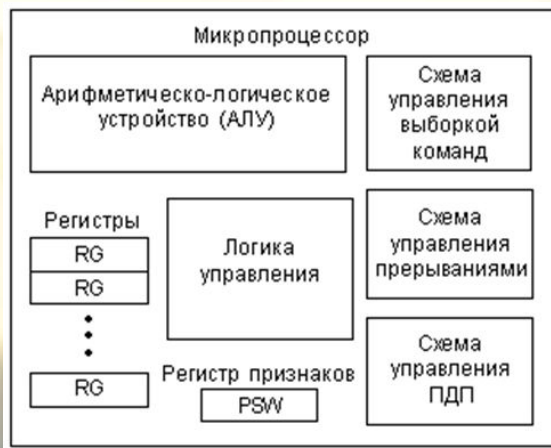 Микропроцессор
Арифметическо-логическое
устройство (АЛУ)
Схема
управления
выборкой
команд
Регистры
RG
RG
RG
Логика
управления
Схема
управления
прерываниями
Регистр признаков
PSW
Схема
управления
ПДП